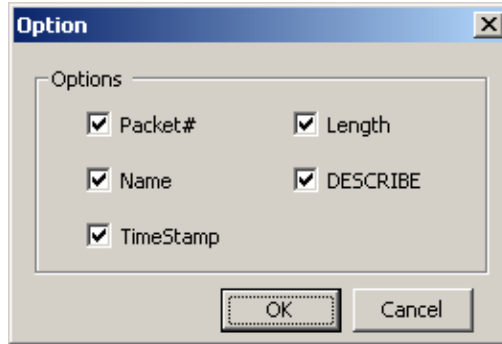 Option
Options
Packet# Length
Name DESCRIBE
TimeStamp
OK Cancel